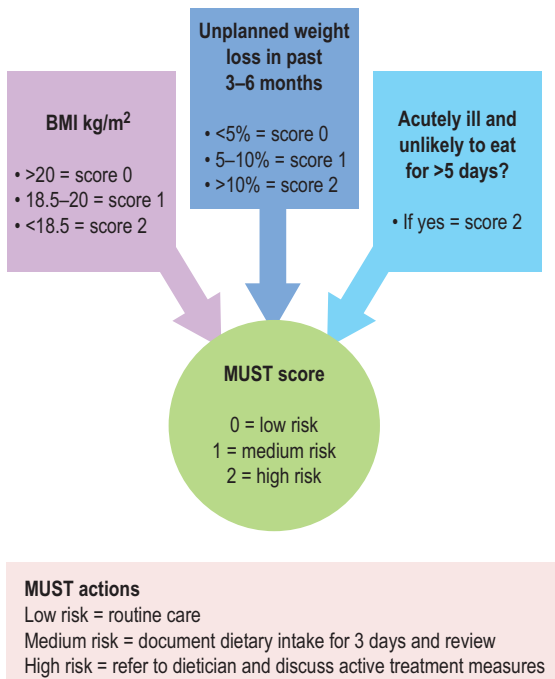 BMI kg/m²
• >20 = score 0
• 18.5–20 = score 1
• <18.5 = score 2
Unplanned weight
loss in past
3–6 months
• <5% = score 0
• 5–10% = score 1
• >10% = score 2
Acutely ill and
unlikely to eat
for >5 days?
• If yes = score 2
MUST score
0 = low risk
1 = medium risk
2 = high risk
MUST actions
Low risk = routine care
Medium risk = document dietary intake for 3 days and review
High risk = refer to dietician and discuss active treatment measures